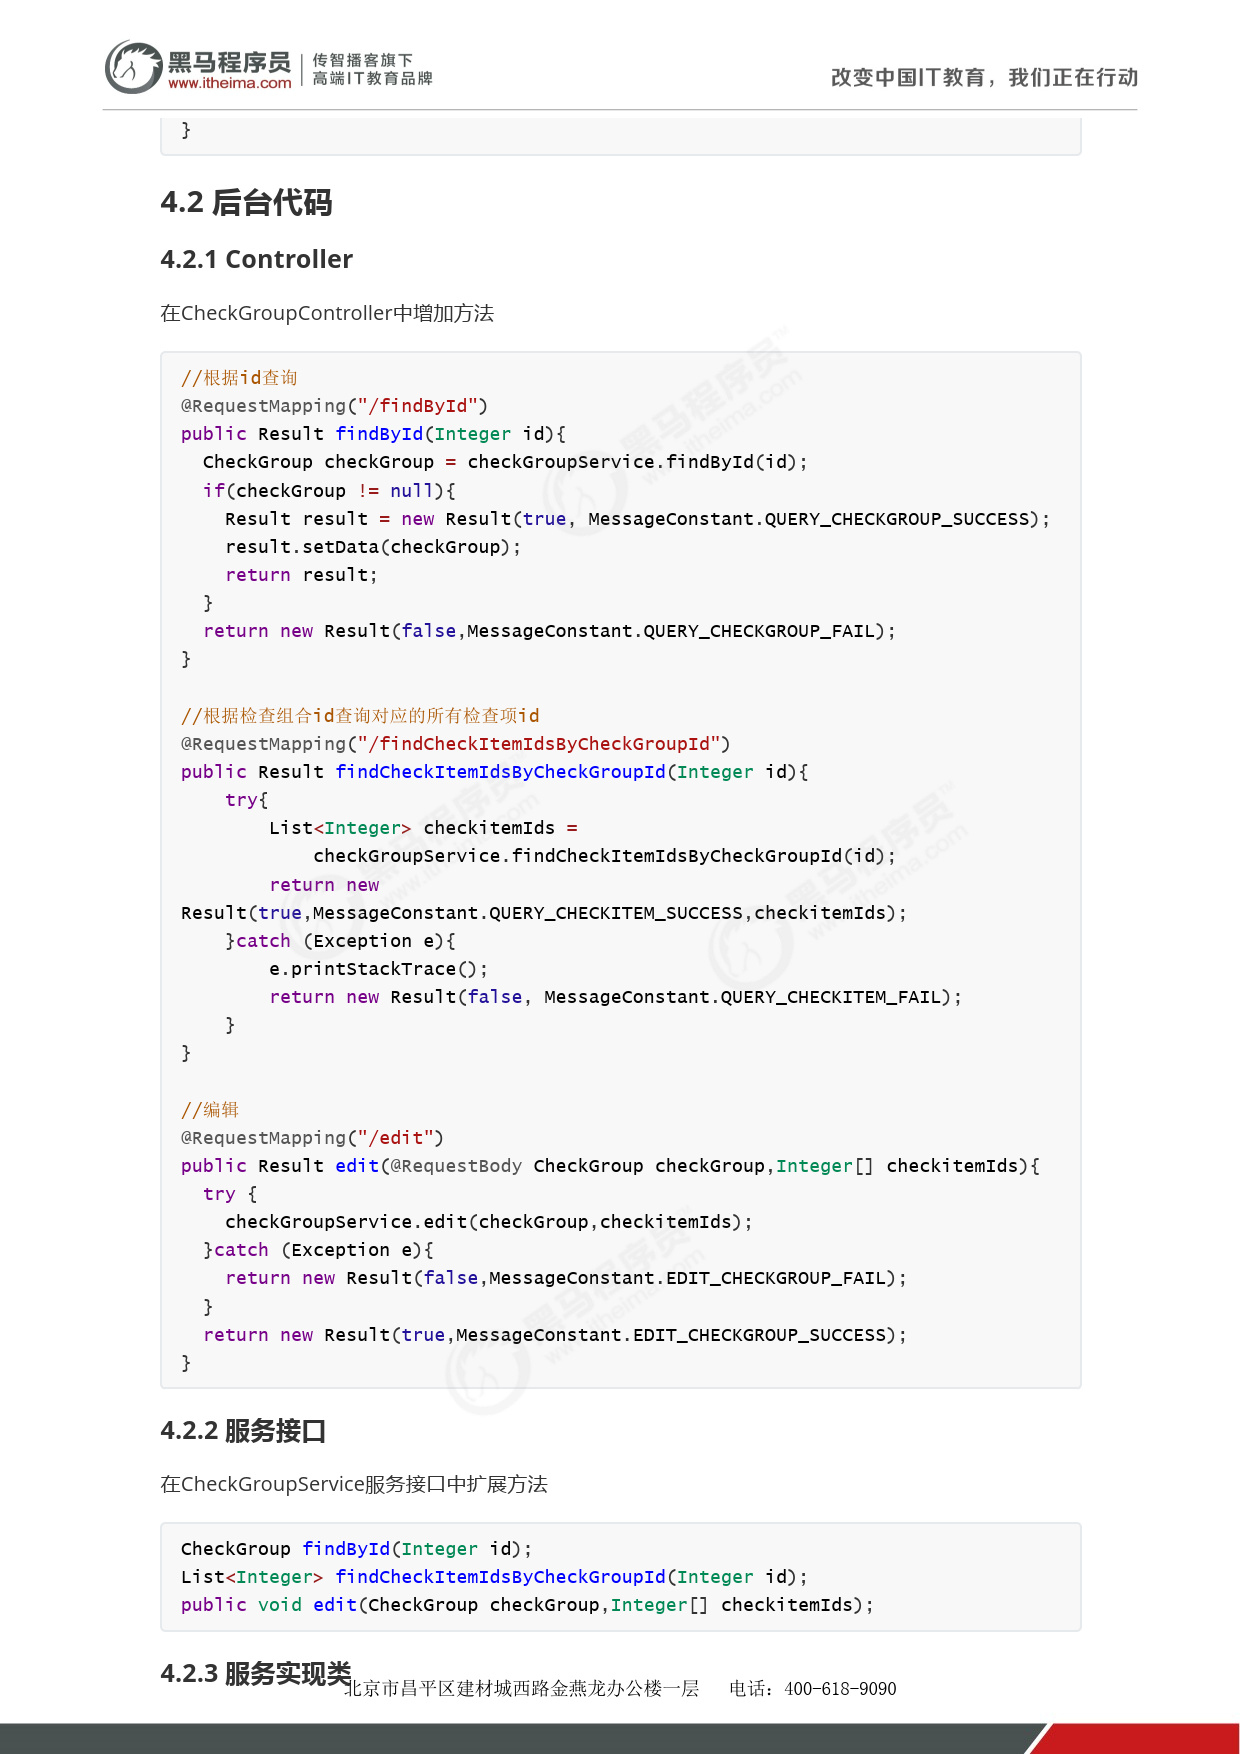 黑马程序员
www.itheima.com
传智播客旗下
高端IT教育品牌
改变中国IT教育，我们正在行动
}
4.2 后台代码
4.2.1 Controller
在CheckGroupController中增加方法
//根据id查询
@RequestMapping("/findById")
public Result findById(Integer id){
  CheckGroup checkGroup = checkGroupService.findById(id);
  if(checkGroup != null){
    Result result = new Result(true, MessageConstant.QUERY_CHECKGROUP_SUCCESS);
    result.setData(checkGroup);
    return result;
  }
  return new Result(false,MessageConstant.QUERY_CHECKGROUP_FAIL);
}
//根据检查组合id查询对应的所有检查项id
@RequestMapping("/findCheckItemIdsByCheckGroupId")
public Result findCheckItemIdsByCheckGroupId(Integer id){
    try{
        List<Integer> checkitemIds =
            checkGroupService.findCheckItemIdsByCheckGroupId(id);
        return new
Result(true,MessageConstant.QUERY_CHECKITEM_SUCCESS,checkitemIds);
    }catch (Exception e){
        e.printStackTrace();
        return new Result(false, MessageConstant.QUERY_CHECKITEM_FAIL);
    }
}
//编辑
@RequestMapping("/edit")
public Result edit(@RequestBody CheckGroup checkGroup,Integer[] checkitemIds){
  try {
    checkGroupService.edit(checkGroup,checkitemIds);
  }catch (Exception e){
    return new Result(false,MessageConstant.EDIT_CHECKGROUP_FAIL);
  }
  return new Result(true,MessageConstant.EDIT_CHECKGROUP_SUCCESS);
}
4.2.2 服务接口
在CheckGroupService服务接口中扩展方法
CheckGroup findById(Integer id);
List<Integer> findCheckItemIdsByCheckGroupId(Integer id);
public void edit(CheckGroup checkGroup,Integer[] checkitemIds);
4.2.3 服务实现类
北京市昌平区建材城西路金燕龙办公楼一层 电话：400-618-9090